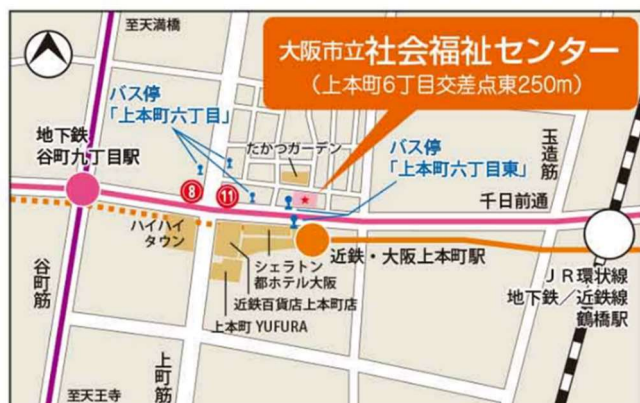 至天満橋
大阪市立社会福祉センター
（上本町6丁目交差点東250m）
バス停
「上本町六丁目」
地下鉄
谷町九丁目駅
たかつガーデン
バス停
「上本町六丁目東」
玉造筋
8
11
千日前通
ハイハイ
タウン
シェラトン
都ホテル大阪
近鉄・大阪上本町駅
近鉄百貨店上本町店
上本町 YUFURA
JR環状線
地下鉄／近鉄線
鶴橋駅
谷町筋
上町筋
至天王寺